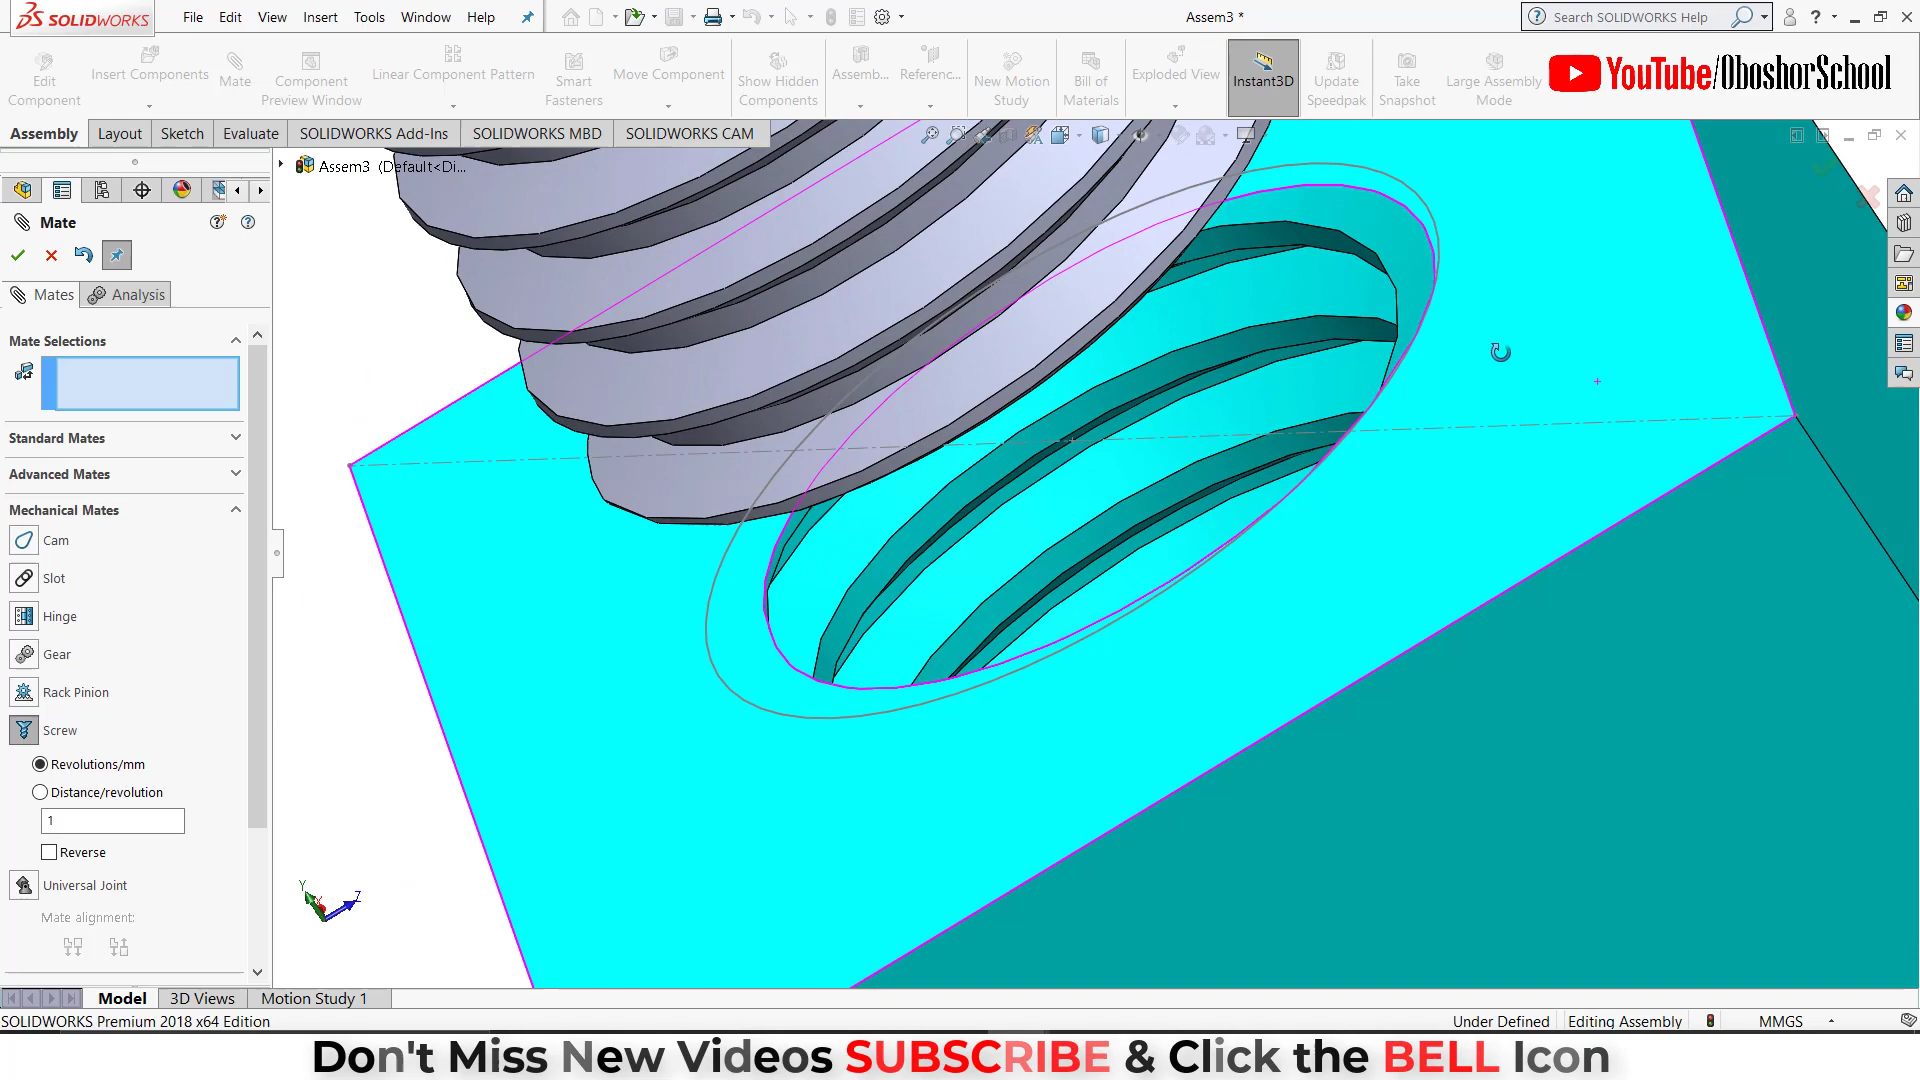 SOLIDWORKS
File Edit View Insert Tools Window Help
Assem3 *
Search SOLIDWORKS Help
Edit Component
Insert Components
Mate
Component Preview Window
Linear Component Pattern
Smart Fasteners
Move Component
Show Hidden Components
Assemb...
Referenc...
New Motion Study
Bill of Materials
Exploded View
Instant3D
Update Speedpak
Take Snapshot
Large Assembly Mode
YouTube/OboshorSchool
Assembly Layout Sketch Evaluate SOLIDWORKS Add-Ins SOLIDWORKS MBD SOLIDWORKS CAM
Assem3 (Default<Di...
Mate
Mates Analysis
Mate Selections
Standard Mates
Advanced Mates
Mechanical Mates
Cam
Slot
Hinge
Gear
Rack Pinion
Screw
Revolutions/mm
Distance/revolution
1
Reverse
Universal Joint
Mate alignment:
Y
Z
Model 3D Views Motion Study 1
SOLIDWORKS Premium 2018 x64 Edition
Under Defined Editing Assembly MMGS
Don't Miss New Videos SUBSCRIBE & Click the BELL Icon